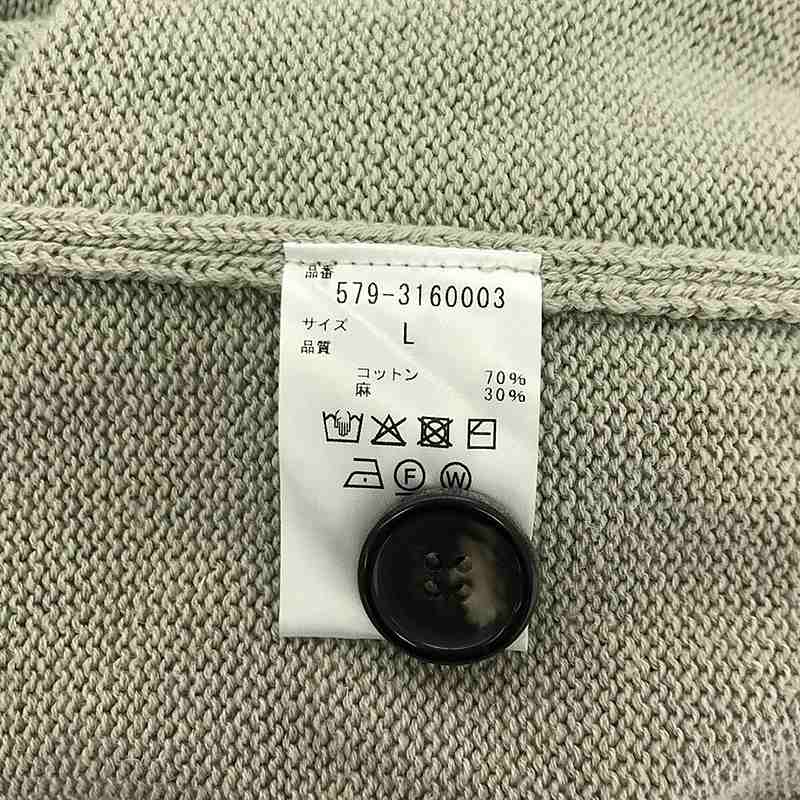 品番
579-3160003
サイズ L
品質
コットン 70%
麻 30%
F W